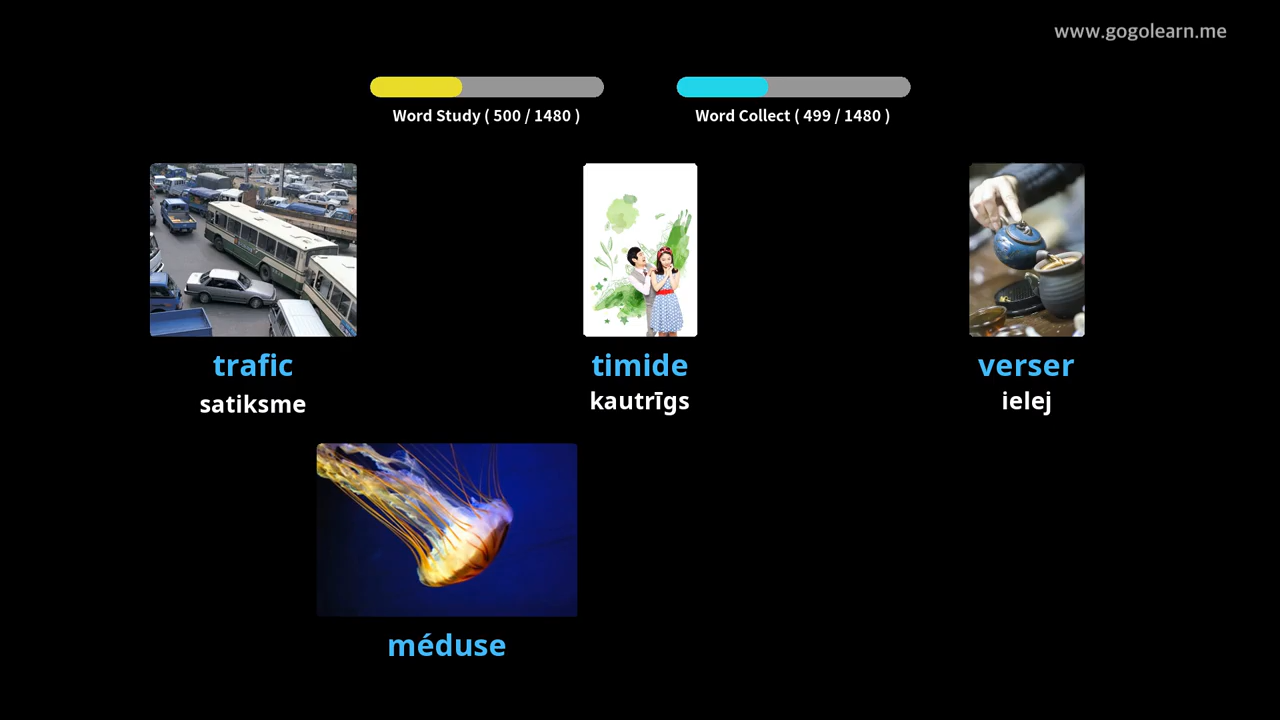 www.gogolearn.me
Word Study ( 500 / 1480 )
Word Collect ( 499 / 1480 )
trafic
satiksme
timide
kautrīgs
verser
ielej
méduse